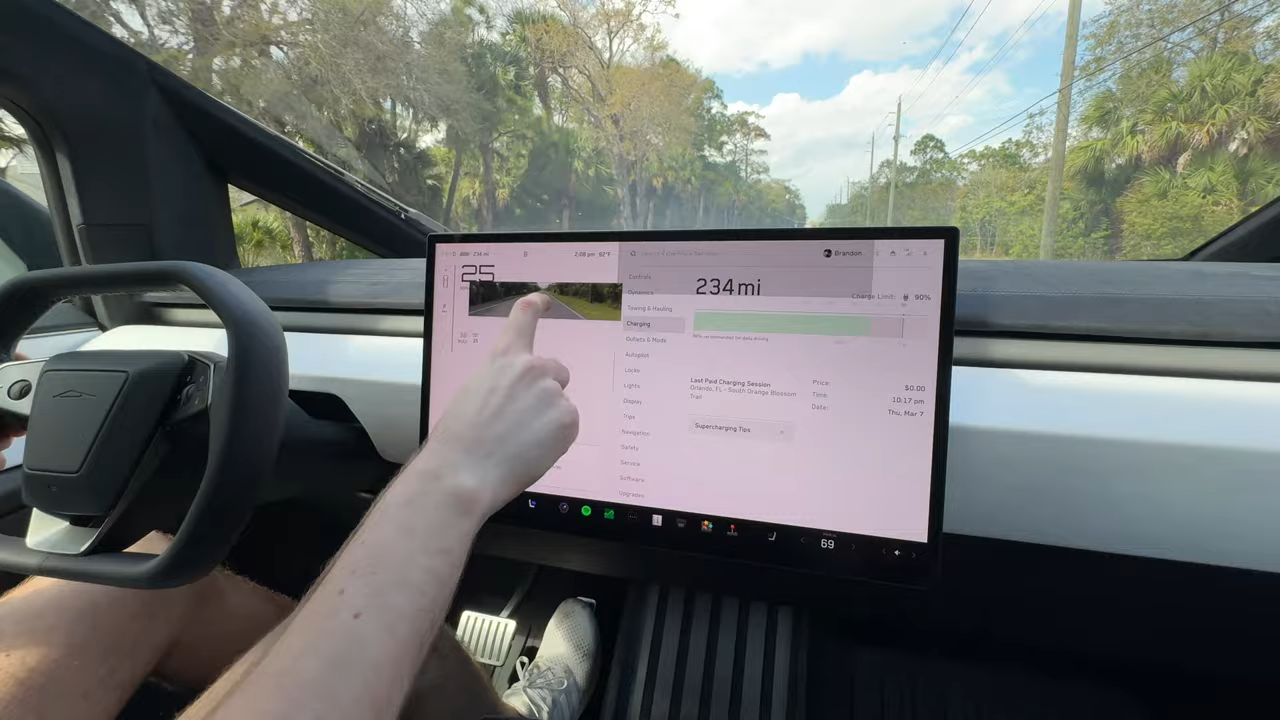 234 mi
2:08 pm
92°F
Brandon
25
Controls
Dynamics
Towing & Hauling
Charging
Outlets & Mods
Autopilot
Locks
Lights
Display
Trips
Navigation
Safety
Service
Software
Upgrades
234mi
Charge Limit:
90%
Last Paid Charging Session
Orlando, FL - South Orange Blossom
Trail
Price:
$0.00
Time:
10:17 pm
Date:
Thu, Mar 7
Supercharging Tips
69